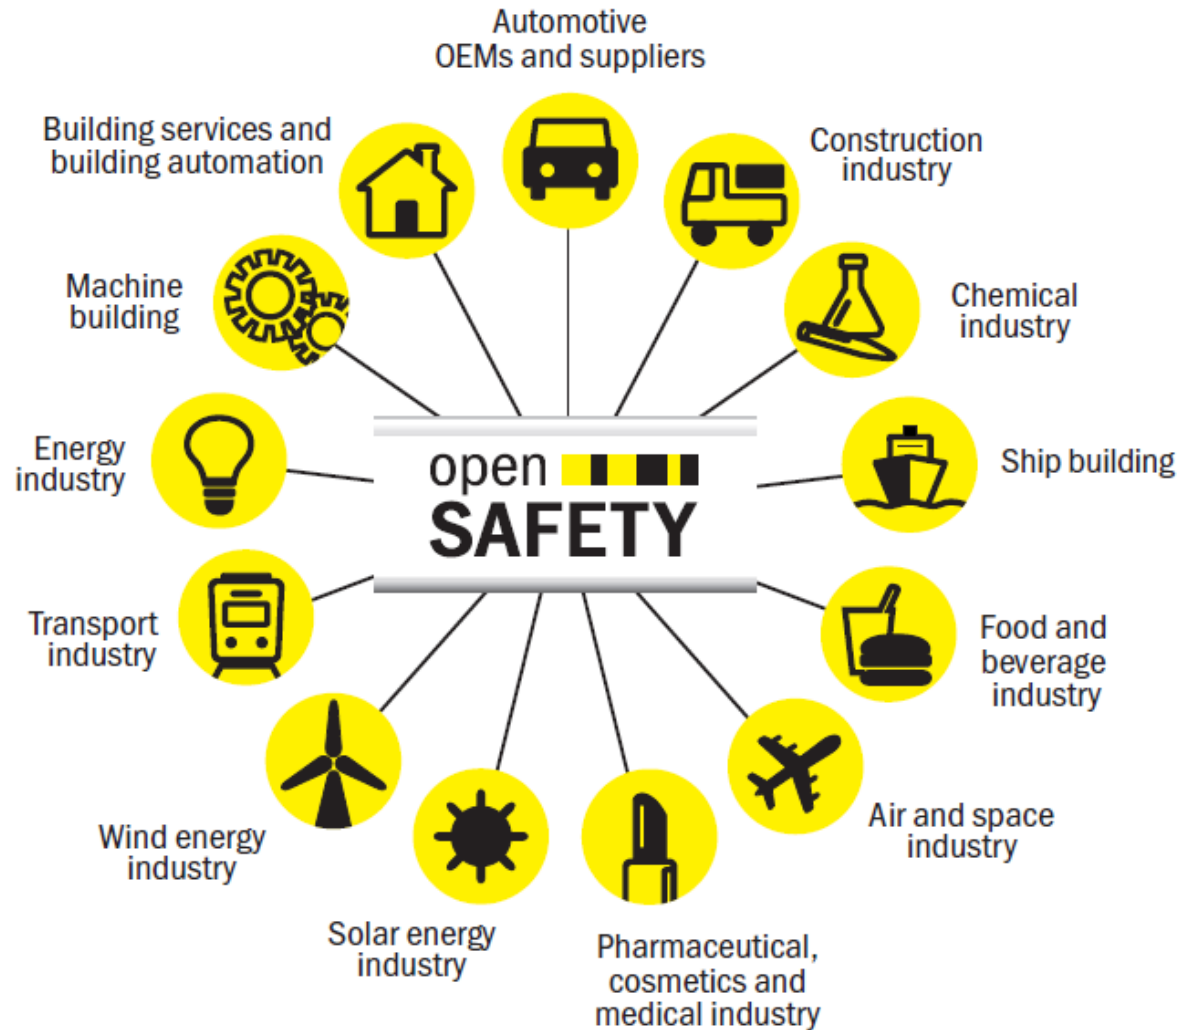 Automotive
OEMs and suppliers
Building services and
building automation
Construction
industry
Machine
building
Chemical
industry
Energy
industry
open
SAFETY
Ship building
Transport
industry
Food and
beverage
industry
Wind energy
industry
Air and space
industry
Solar energy
industry
Pharmaceutical,
cosmetics and
medical industry